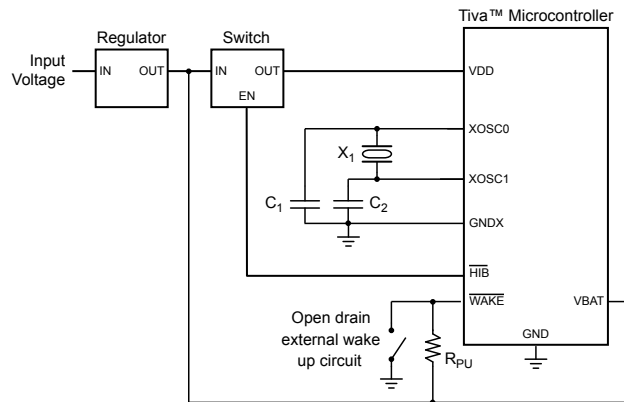 Tiva™ Microcontroller
Regulator
Switch
Input
Voltage
IN
OUT
IN
OUT
EN
VDD
XOSC0
X1
XOSC1
C1
C2
GNDX
HIB
WAKE
VBAT
Open drain
external wake
up circuit
RPU
GND